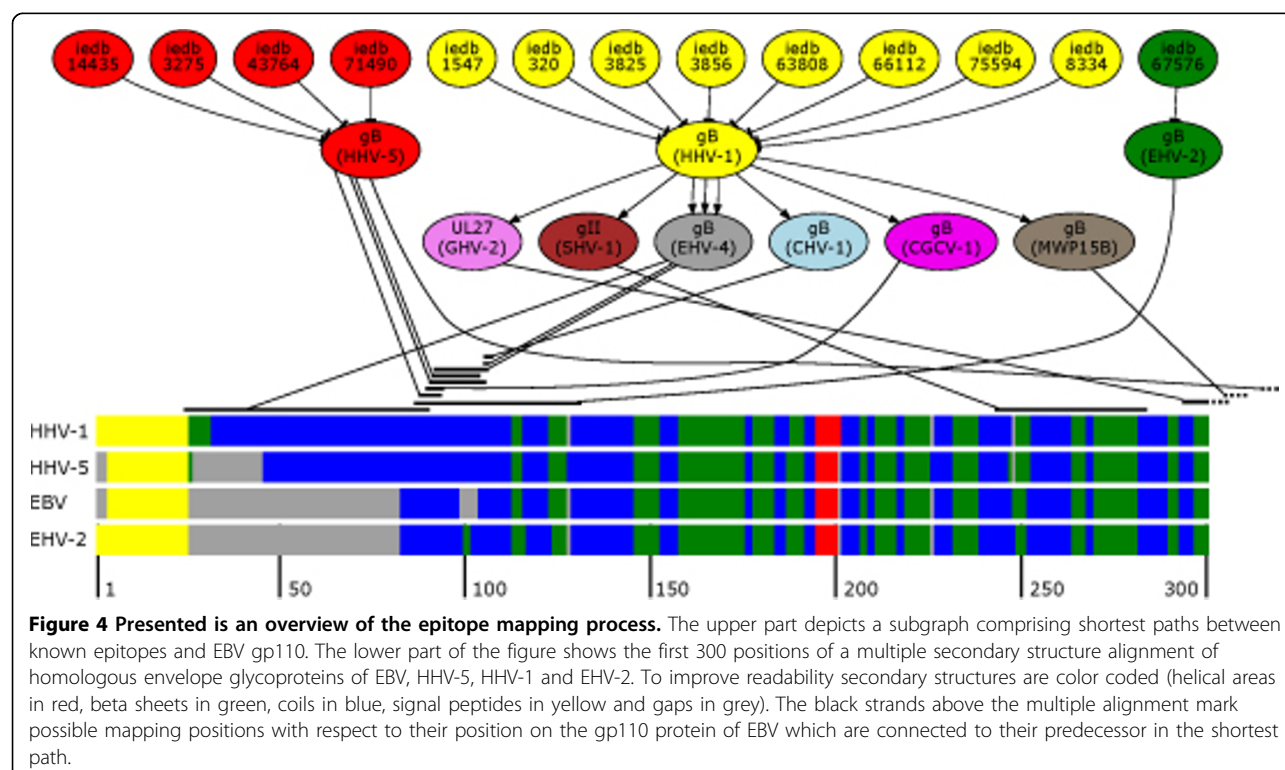 iedb 14435
iedb 3275
iedb 43764
iedb 71490
iedb 1547
iedb 320
iedb 3825
iedb 3856
iedb 63808
iedb 66112
iedb 75594
iedb 8334
iedb 67576
gB (HHV-5)
gB (HHV-1)
gB (EHV-2)
UL27 (GHV-2)
gII (SHV-1)
gB (EHV-4)
gB (CHV-1)
gB (CGCV-1)
gB (MWP15B)
HHV-1
HHV-5
EBV
EHV-2
1 50 100 150 200 250 300
Figure 4 Presented is an overview of the epitope mapping process. The upper part depicts a subgraph comprising shortest paths between
known epitopes and EBV gp110. The lower part of the figure shows the first 300 positions of a multiple secondary structure alignment of
homologous envelope glycoproteins of EBV, HHV-5, HHV-1 and EHV-2. To improve readability secondary structures are color coded (helical areas
in red, beta sheets in green, coils in blue, signal peptides in yellow and gaps in grey). The black strands above the multiple alignment mark
possible mapping positions with respect to their position on the gp110 protein of EBV which are connected to their predecessor in the shortest
path.